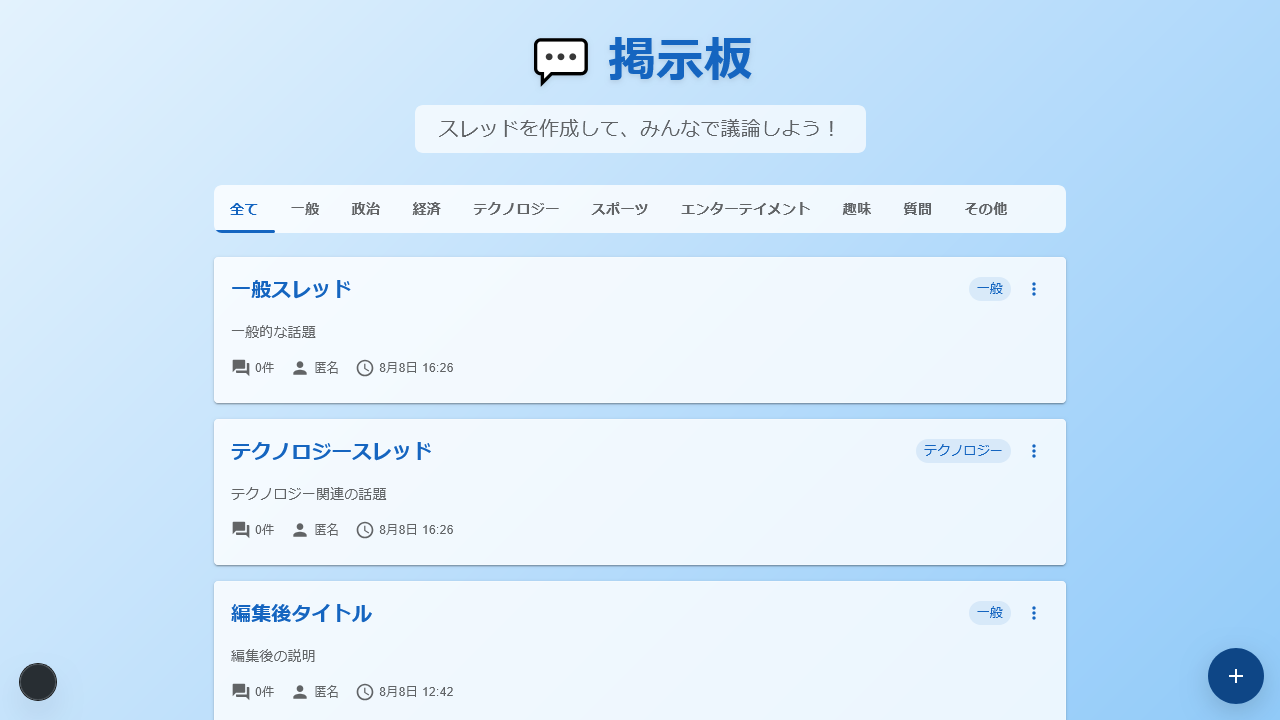 掲示板
スレッドを作成して、みんなで議論しよう！
全て 一般 政治 経済 テクノロジー スポーツ エンターテイメント 趣味 質問 その他
一般スレッド 一般
一般的な話題
0件 匿名 8月8日 16:26
テクノロジースレッド テクノロジー
テクノロジー関連の話題
0件 匿名 8月8日 16:26
編集後タイトル 一般
編集後の説明
0件 匿名 8月8日 12:42